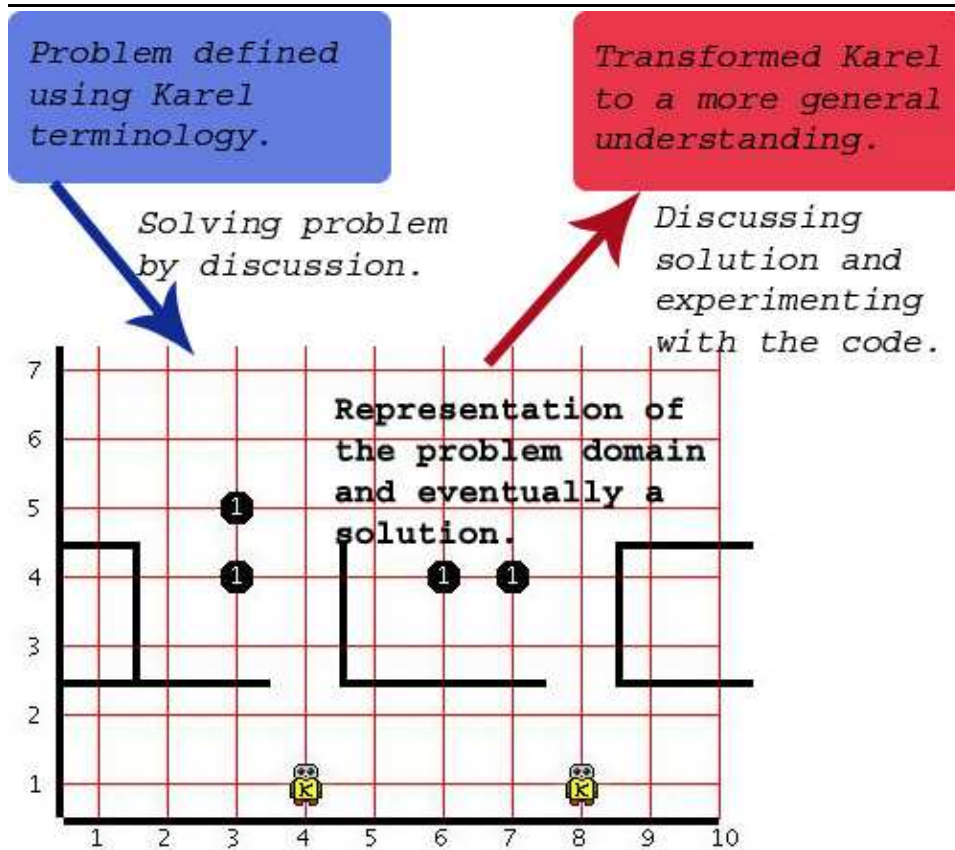 Problem defined
using Karel
terminology.
Transformed Karel
to a more general
understanding.
Solving problem
by discussion.
Discussing
solution and
experimenting
with the code.
Representation of
the problem domain
and eventually a
solution.
7
6
5
1
4
1
1
1
3
2
1
K
K
1 2 3 4 5 6 7 8 9 10